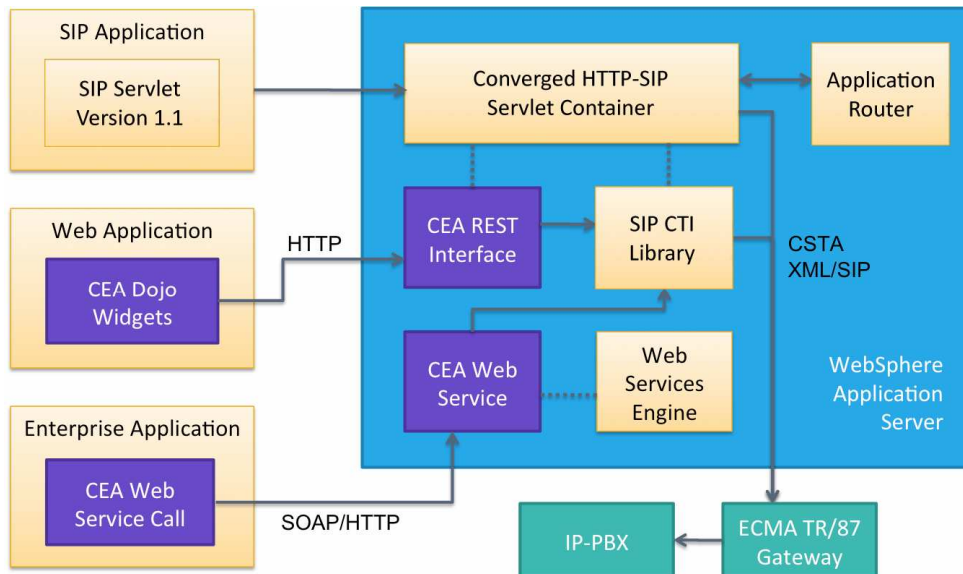 SIP Application
SIP Servlet
Version 1.1
Converged HTTP-SIP
Servlet Container
Application
Router
Web Application
CEA Dojo
Widgets
HTTP
CEA REST
Interface
SIP CTI
Library
CSTA
XML/SIP
CEA Web
Service
Web
Services
Engine
WebSphere
Application
Server
Enterprise Application
CEA Web
Service Call
SOAP/HTTP
IP-PBX
ECMA TR/87
Gateway